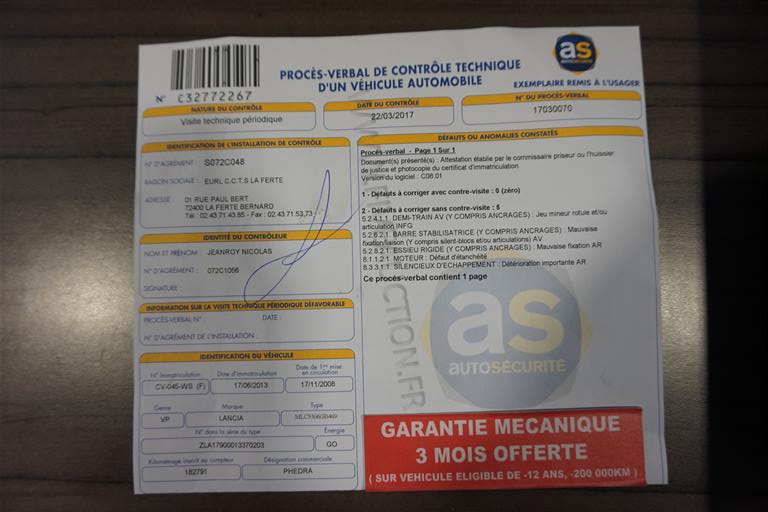 as
AUTOSÉCURITÉ
PROCÈS-VERBAL DE CONTRÔLE TECHNIQUE
D'UN VÉHICULE AUTOMOBILE
EXEMPLAIRE REMIS À L'USAGER
N° C32772267
NATURE DU CONTRÔLE
Visite technique périodique
DATE DU CONTRÔLE
22/03/2017
N° DU PROCÈS-VERBAL
17030070
IDENTIFICATION DE L'INSTALLATION DE CONTRÔLE
N° D'AGRÉMENT : S072C048
RAISON SOCIALE : EURL C.C.T.S LA FERTE
ADRESSE : 01 RUE PAUL BERT
72400 LA FERTE BERNARD
Tél : 02.43.71.43.85 - Fax : 02.43.71.53.73
IDENTITÉ DU CONTRÔLEUR
NOM ET PRÉNOM : JEANROY NICOLAS
N° D'AGRÉMENT : 072C1056
SIGNATURE :
INFORMATION SUR LA VISITE TECHNIQUE PÉRIODIQUE DÉFAVORABLE
PROCÈS-VERBAL N° : DATE :
N° D'AGRÉMENT DE L'INSTALLATION :
IDENTIFICATION DU VÉHICULE
N° Immatriculation
Date d'immatriculation
Date de 1ère mise
en circulation
CV-045-WS (F)
17/06/2013
17/11/2008
Genre
Marque
Type
VP
LANCIA
N° dans la série du type
Énergie
ZLA17900013370203
GO
Kilométrage inscrit au compteur
Désignation commerciale
182791
PHEDRA
DÉFAUTS OU ANOMALIES CONSTATÉS
Procès-verbal - Page 1 Sur 1
Document(s) présenté(s) : Attestation établie par le commissaire priseur ou l'huissier
de justice et photocopie du certificat d'immatriculation
Version du logiciel : C08.01
1 - Défauts à corriger avec contre-visite : 0 (zéro)
2 - Défauts à corriger sans contre-visite : 5
5.2.4.1.1. DEMI-TRAIN AV (Y COMPRIS ANCRAGES) : Jeu mineur rotule et/ou
articulation INFG
5.2.6.2.1. BARRE STABILISATRICE (Y COMPRIS ANCRAGES) : Mauvaise
fixation/liaison (Y compris silent-blocs et/ou articulations) AV
5.2.8.2.1. ESSIEU RIGIDE (Y COMPRIS ANCRAGES) : Mauvaise fixation AR
8.1.1.2.1. MOTEUR : Défaut d'étanchéité
8.3.3.1.1. SILENCIEUX D'ECHAPPEMENT : Détérioration importante AR
Ce procès-verbal contient 1 page
as
AUTOSÉCURITÉ
GARANTIE MECANIQUE
3 MOIS OFFERTE
( SUR VEHICULE ELIGIBLE DE -12 ANS, -200 000KM )